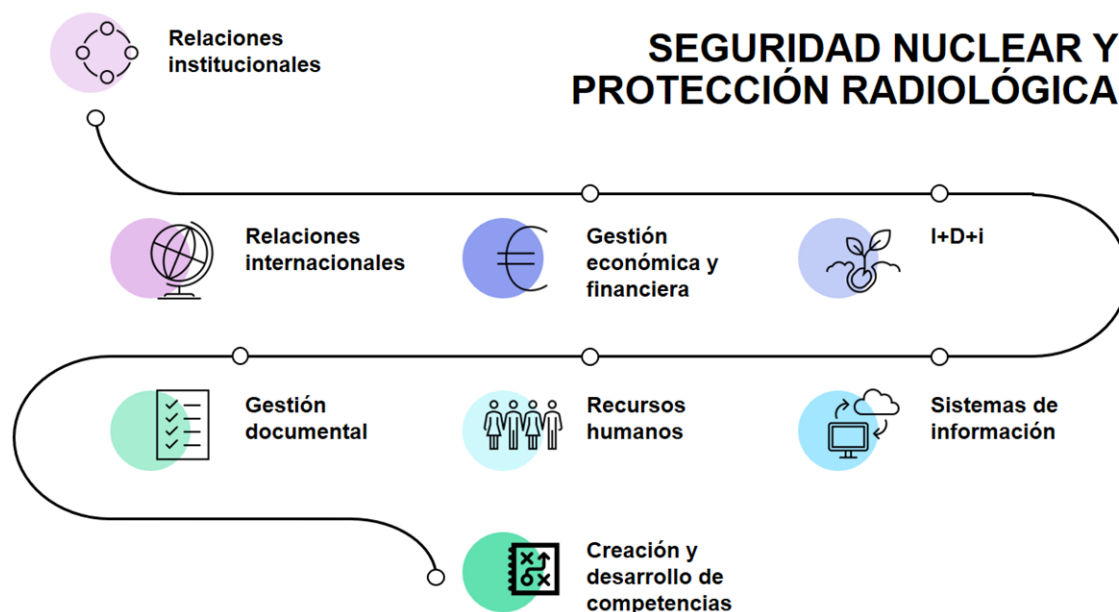 Relaciones
institucionales
SEGURIDAD NUCLEAR Y
PROTECCIÓN RADIOLÓGICA
Relaciones
internacionales
Gestión
económica y
financiera
I+D+i
Gestión
documental
Recursos
humanos
Sistemas de
información
Creación y
desarrollo de
competencias